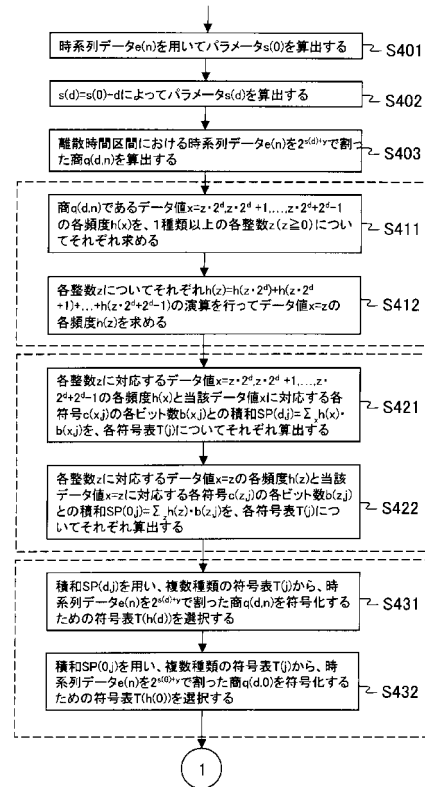 時系列データe(n)を用いてパラメータs(0)を算出する
S401
s(d)=s(0)-dによってパラメータs(d)を算出する
S402
離散時間区間における時系列データe(n)を2^s(d)+yで割っ
た商q(d,n)を算出する
S403
商q(d,n)であるデータ値x=z・2^d,z・2^d +1,...,z・2^d+2^d-1
の各頻度h(x)を、1種類以上の各整数z(z≧0)につい
てそれぞれ求める
S411
各整数zについてそれぞれh(z)=h(z・2^d)+h(z・2^d
+1)+...+h(z・2^d+2^d-1)の演算を行ってデータ値x=zの
各頻度h(z)を求める
S412
各整数zに対応するデータ値x=z・2^d,z・2^d +1,...,z・
2^d+2^d-1の各頻度h(x)と当該データ値xに対応する各
符号c(x,j)の各ビット数b(x,j)との積和SP(d,j)=Σ_x h(x)・
b(x,j)を、各符号表T(j)についてそれぞれ算出する
S421
各整数zに対応するデータ値x=zの各頻度h(z)と当該
データ値x=zに対応する各符号c(z,j)の各ビット数b(z,j)
との積和SP(0,j)=Σ_z h(z)・b(z,j)を、各符号表T(j)に
ついてそれぞれ算出する
S422
積和SP(d,j)を用い、複数種類の符号表T(j)から、時
系列データe(n)を2^s(d)+yで割った商q(d,n)を符号化する
ための符号表T(h(d))を選択する
S431
積和SP(0,j)を用い、複数種類の符号表T(j)から、時
系列データe(n)を2^s(0)+yで割った商q(d,0)を符号化する
ための符号表T(h(0))を選択する
S432
1